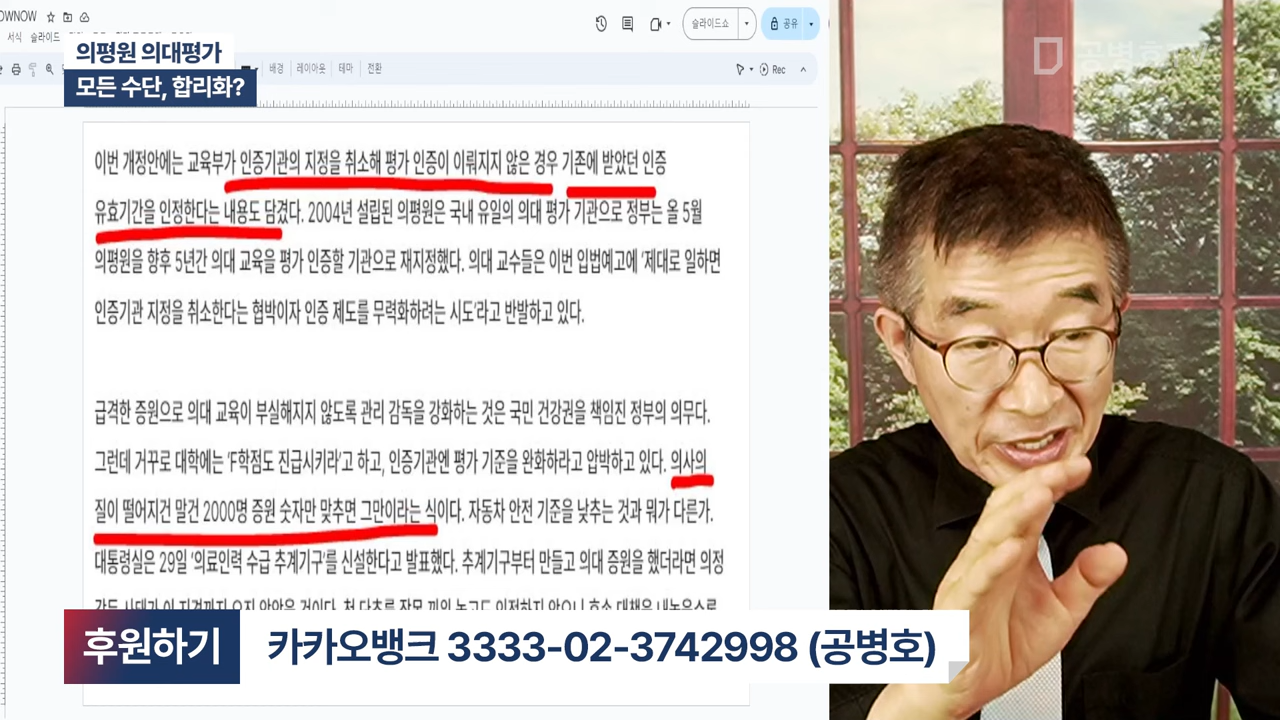 OWNOW
서식 슬라이드
의평원 의대평가
모든 수단, 합리화?
배경 레이아웃 테마 전환
슬라이드쇼
공유
Rec
공병호TV
이번 개정안에는 교육부가 인증기관의 지정을 취소해 평가 인증이 이뤄지지 않은 경우 기존에 받았던 인증
유효기간을 인정한다는 내용도 담겼다. 2004년 설립된 의평원은 국내 유일의 의대 평가 기관으로 정부는 올 5월
의평원을 향후 5년간 의대 교육을 평가 인증할 기관으로 재지정했다. 의대 교수들은 이번 입법예고에 ‘제대로 일하면
인증기관 지정을 취소한다는 협박이자 인증 제도를 무력화하려는 시도’라고 반발하고 있다.
급격한 증원으로 의대 교육이 부실해지지 않도록 관리 감독을 강화하는 것은 국민 건강권을 책임진 정부의 의무다.
그런데 거꾸로 대학에는 ‘F학점도 진급시키라’고 하고, 인증기관엔 평가 기준을 완화하라고 압박하고 있다. 의사의
질이 떨어지건 말건 2000명 증원 숫자만 맞추면 그만이라는 식이다. 자동차 안전 기준을 낮추는 것과 뭐가 다른가.
대통령실은 29일 ‘의료인력 수급 추계기구’를 신설한다고 발표했다. 추계기구부터 만들고 의대 증원을 했더라면 의정
후원하기
카카오뱅크 3333-02-3742998 (공병호)